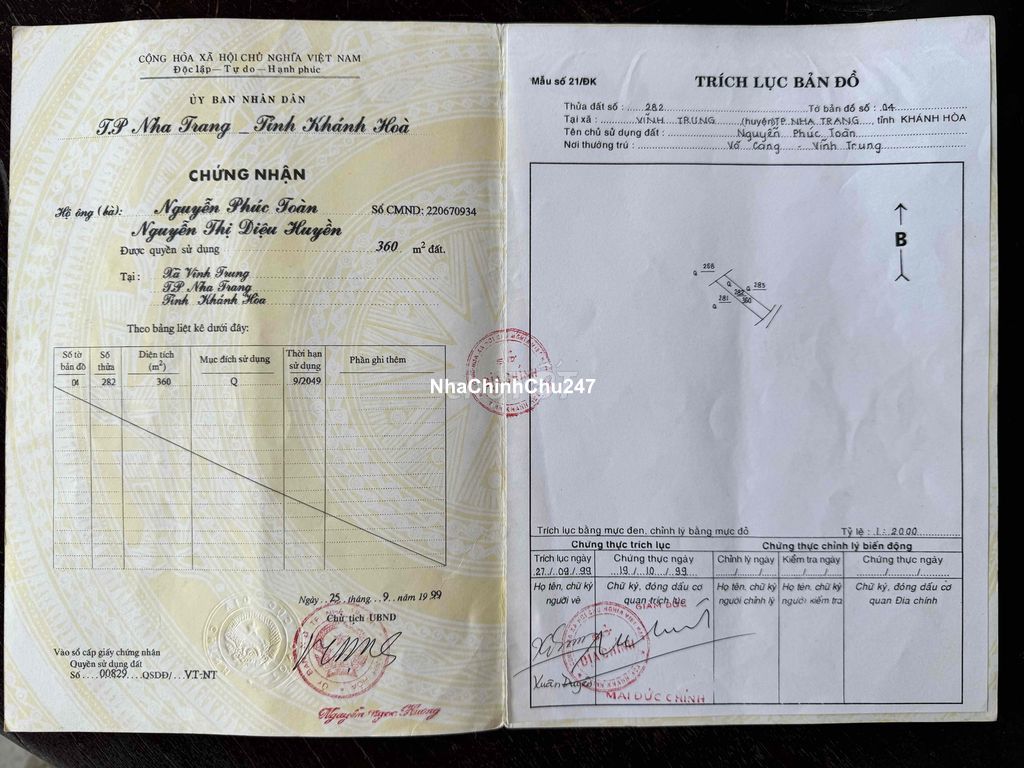 CỘNG HÒA XÃ HỘI CHỦ NGHĨA VIỆT NAM
Độc lập – Tự do – Hạnh phúc
ỦY BAN NHÂN DÂN
T.P Nha Trang _ Tỉnh Khánh Hoà
CHỨNG NHẬN
Hộ ông (bà): Nguyễn Phúc Toàn Số CMND: 220670934
Nguyễn Thị Diệu Huyền
Được quyền sử dụng 360 m² đất.
Tại: Xã Vĩnh Trung
T.P Nha Trang
Tỉnh Khánh Hòa
Theo bảng liệt kê dưới đây:
Số tờ bản đồ Số thửa Diện tích (m²) Mục đích sử dụng Thời hạn sử dụng Phần ghi thêm
04 282 360 Q 9/2049
NhaChinhChu247
Ngày 25 tháng 9 năm 1999
Chủ tịch UBND
Vào sổ cấp giấy chứng nhận
Quyền sử dụng đất
Số 00829 QSDĐ/ VT-NT
Nguyễn Ngọc Hương
Mẫu số 21/ĐK
TRÍCH LỤC BẢN ĐỒ
Thửa đất số: 282 Tờ bản đồ số: 04
Tại xã: VĨNH TRUNG (huyện) TP. NHA TRANG, tỉnh KHÁNH HÒA
Tên chủ sử dụng đất: Nguyễn Phúc Toàn
Nơi thường trú: Võ Cang - Vĩnh Trung
B
Q 268
Q 283
Q 282 360
Q 281
Trích lục bằng mực đen, chỉnh lý bằng mực đỏ Tỷ lệ: 1:2000
Chứng thực trích lục Chứng thực chỉnh lý biến động
Trích lục ngày Chứng thực ngày Chỉnh lý ngày Kiểm tra ngày Chứng thực ngày
27/09/99 19/10/99 / / / / / /
Họ tên, chữ ký người vẽ Chữ ký, đóng dấu cơ quan trích lục Họ tên, chữ ký người chỉnh lý Họ tên, chữ ký người kiểm tra Chữ ký, đóng dấu cơ quan Địa chính
GIÁM ĐỐC
Xuân Duyên
MAI ĐỨC CHÍNH